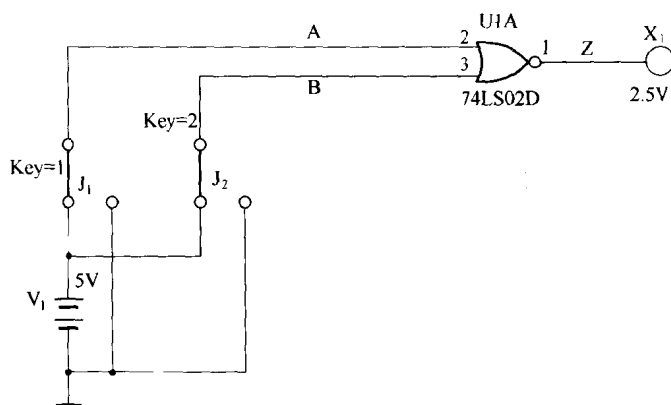 U1A
X₁
A
2
1
Z
3
B
74LS02D
2.5V
Key=2
Key=1
J₁
J₂
5V
V₁